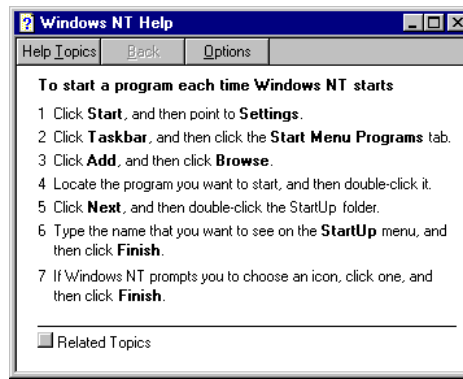 Windows NT Help
Help Topics Back Options
To start a program each time Windows NT starts
1 Click Start, and then point to Settings.
2 Click Taskbar, and then click the Start Menu Programs tab.
3 Click Add, and then click Browse.
4 Locate the program you want to start, and then double-click it.
5 Click Next, and then double-click the StartUp folder.
6 Type the name that you want to see on the StartUp menu, and
then click Finish.
7 If Windows NT prompts you to choose an icon, click one, and
then click Finish.
Related Topics